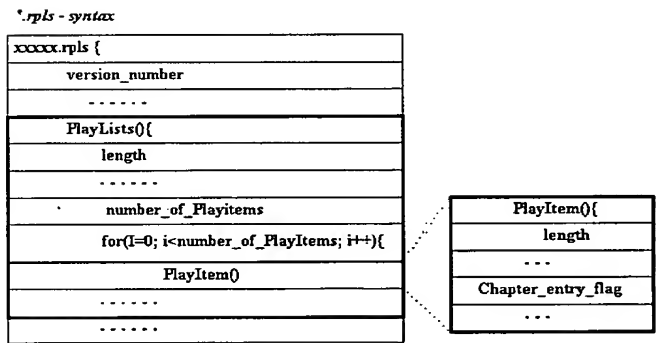 *.rpls - syntax
xxxxx.rpls {
version_number
- - - - - -
PlayLists(){
length
- - - - - -
number_of_Playitems
for(I=0; i<number_of_PlayItems; i++){
PlayItem()
- - - - - -
- - - - - -
PlayItem(){
length
- - -
Chapter_entry_flag
- - -